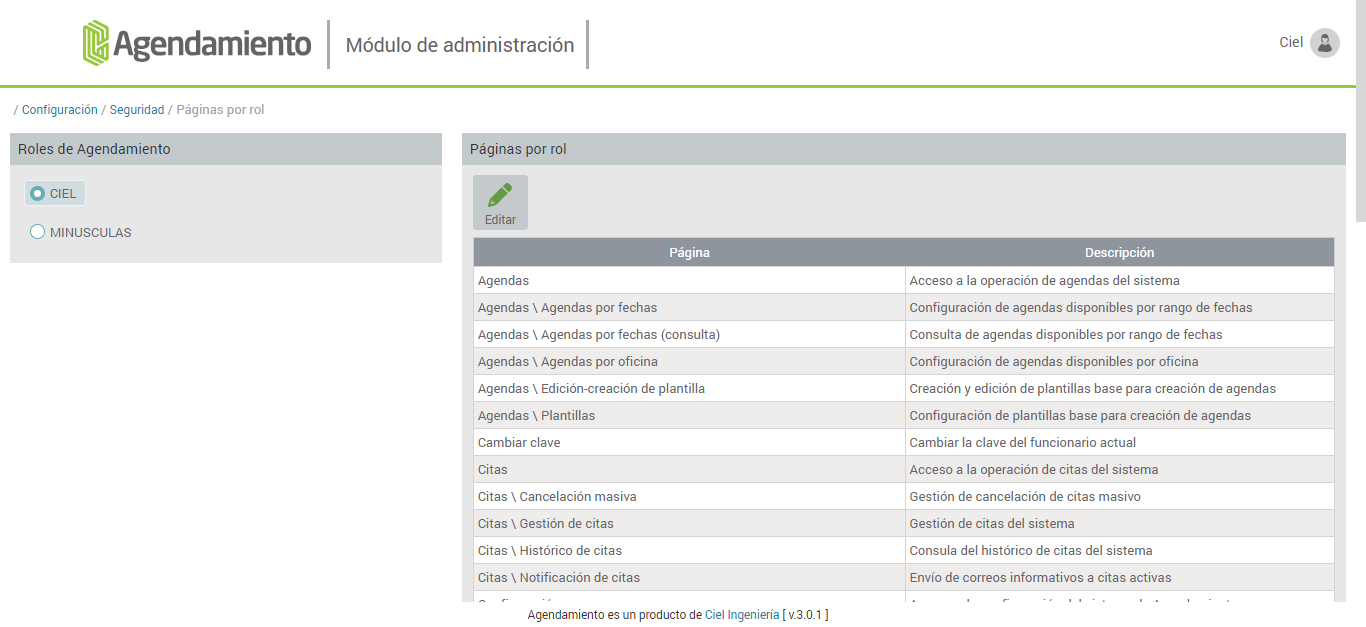 Agendamiento
Módulo de administración
Ciel
/ Configuración / Seguridad / Páginas por rol
Roles de Agendamiento
CIEL
MINUSCULAS
Páginas por rol
Editar
Página Descripción
Agendas Acceso a la operación de agendas del sistema
Agendas \ Agendas por fechas Configuración de agendas disponibles por rango de fechas
Agendas \ Agendas por fechas (consulta) Consulta de agendas disponibles por rango de fechas
Agendas \ Agendas por oficina Configuración de agendas disponibles por oficina
Agendas \ Edición-creación de plantilla Creación y edición de plantillas base para creación de agendas
Agendas \ Plantillas Configuración de plantillas base para creación de agendas
Cambiar clave Cambiar la clave del funcionario actual
Citas Acceso a la operación de citas del sistema
Citas \ Cancelación masiva Gestión de cancelación de citas masivo
Citas \ Gestión de citas Gestión de citas del sistema
Citas \ Histórico de citas Consula del histórico de citas del sistema
Citas \ Notificación de citas Envío de correos informativos a citas activas
Agendamiento es un producto de Ciel Ingeniería [ v.3.0.1 ]